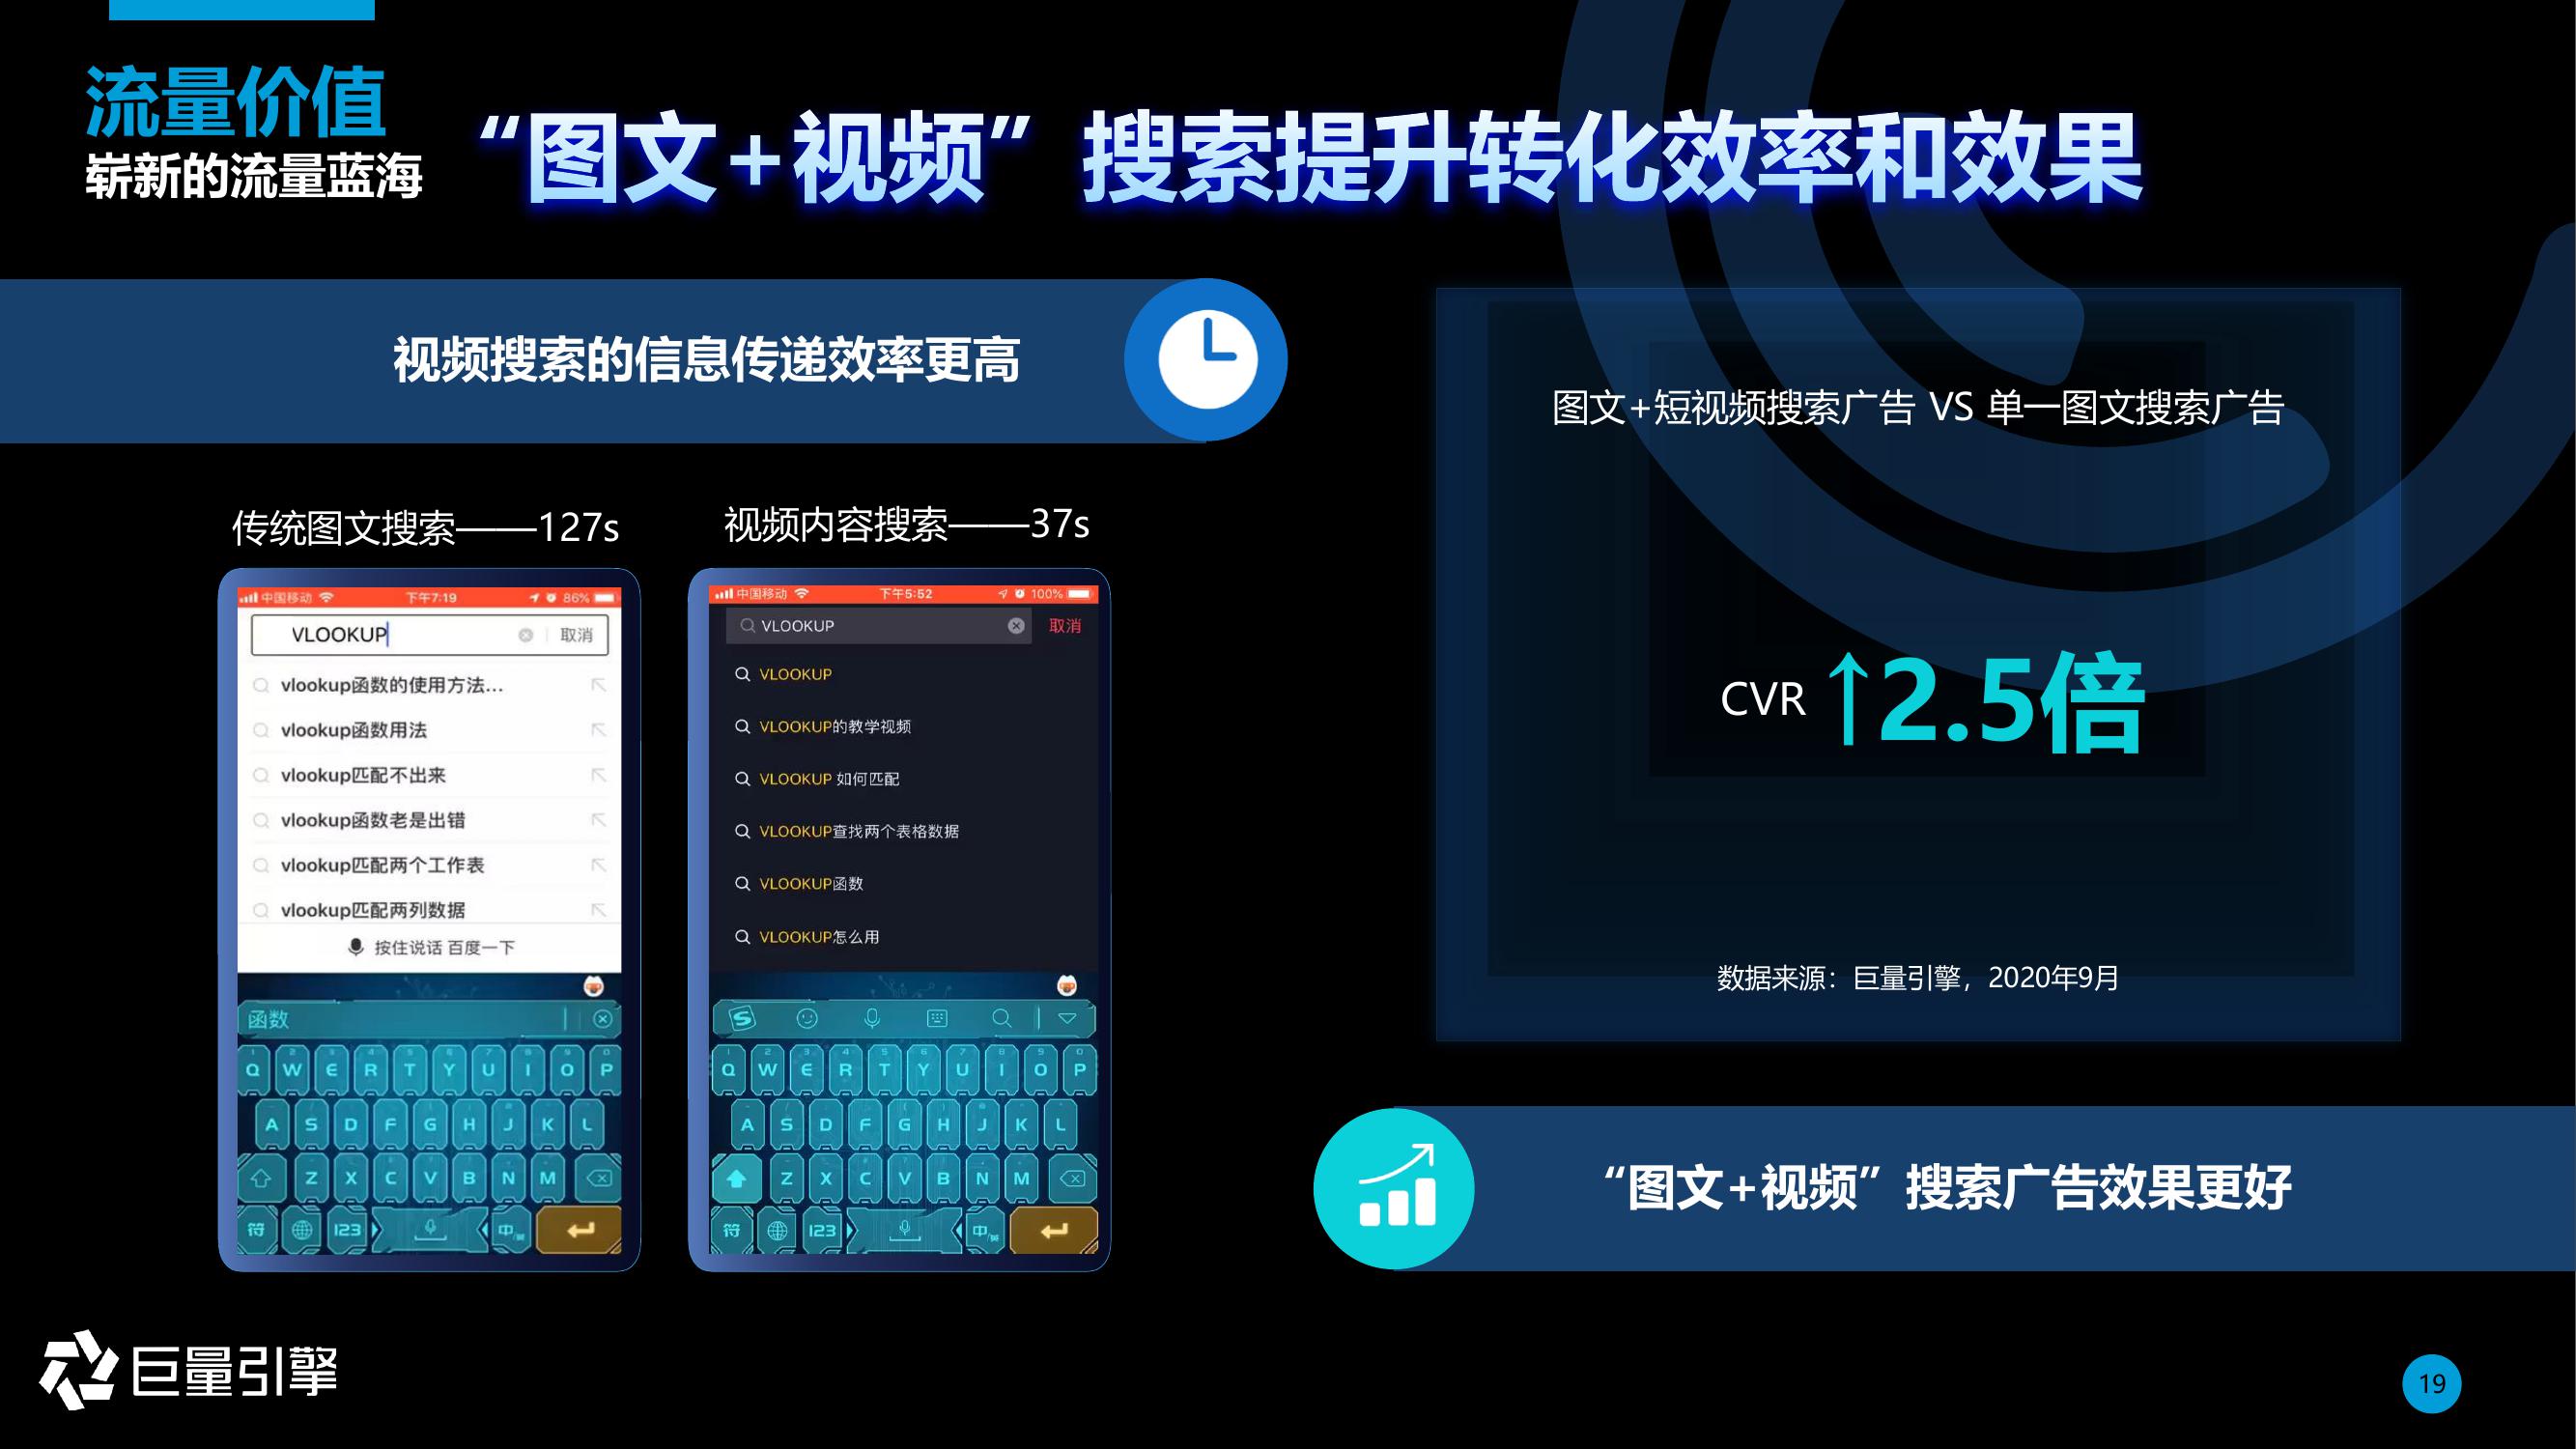 流量价值
崭新的流量蓝海
“图文+视频”搜索提升转化效率和效果
视频搜索的信息传递效率更高
传统图文搜索——127s
中国移动 下午7:19 86%
VLOOKUP 取消
vlookup函数的使用方法...
vlookup函数用法
vlookup匹配不出来
vlookup函数老是出错
vlookup匹配两个工作表
vlookup匹配两列数据
按住说话 百度一下
函数
Q W E R T Y U I O P
A S D F G H J K L
Z X C V B N M
符 123 中
视频内容搜索——37s
中国移动 下午5:52 100%
VLOOKUP 取消
VLOOKUP
VLOOKUP的教学视频
VLOOKUP 如何匹配
VLOOKUP查找两个表格数据
VLOOKUP函数
VLOOKUP怎么用
S
Q W E R T Y U I O P
A S D F G H J K L
Z X C V B N M
符 123 中
图文+短视频搜索广告 VS 单一图文搜索广告
CVR ↑2.5倍
数据来源：巨量引擎，2020年9月
“图文+视频”搜索广告效果更好
巨量引擎
19